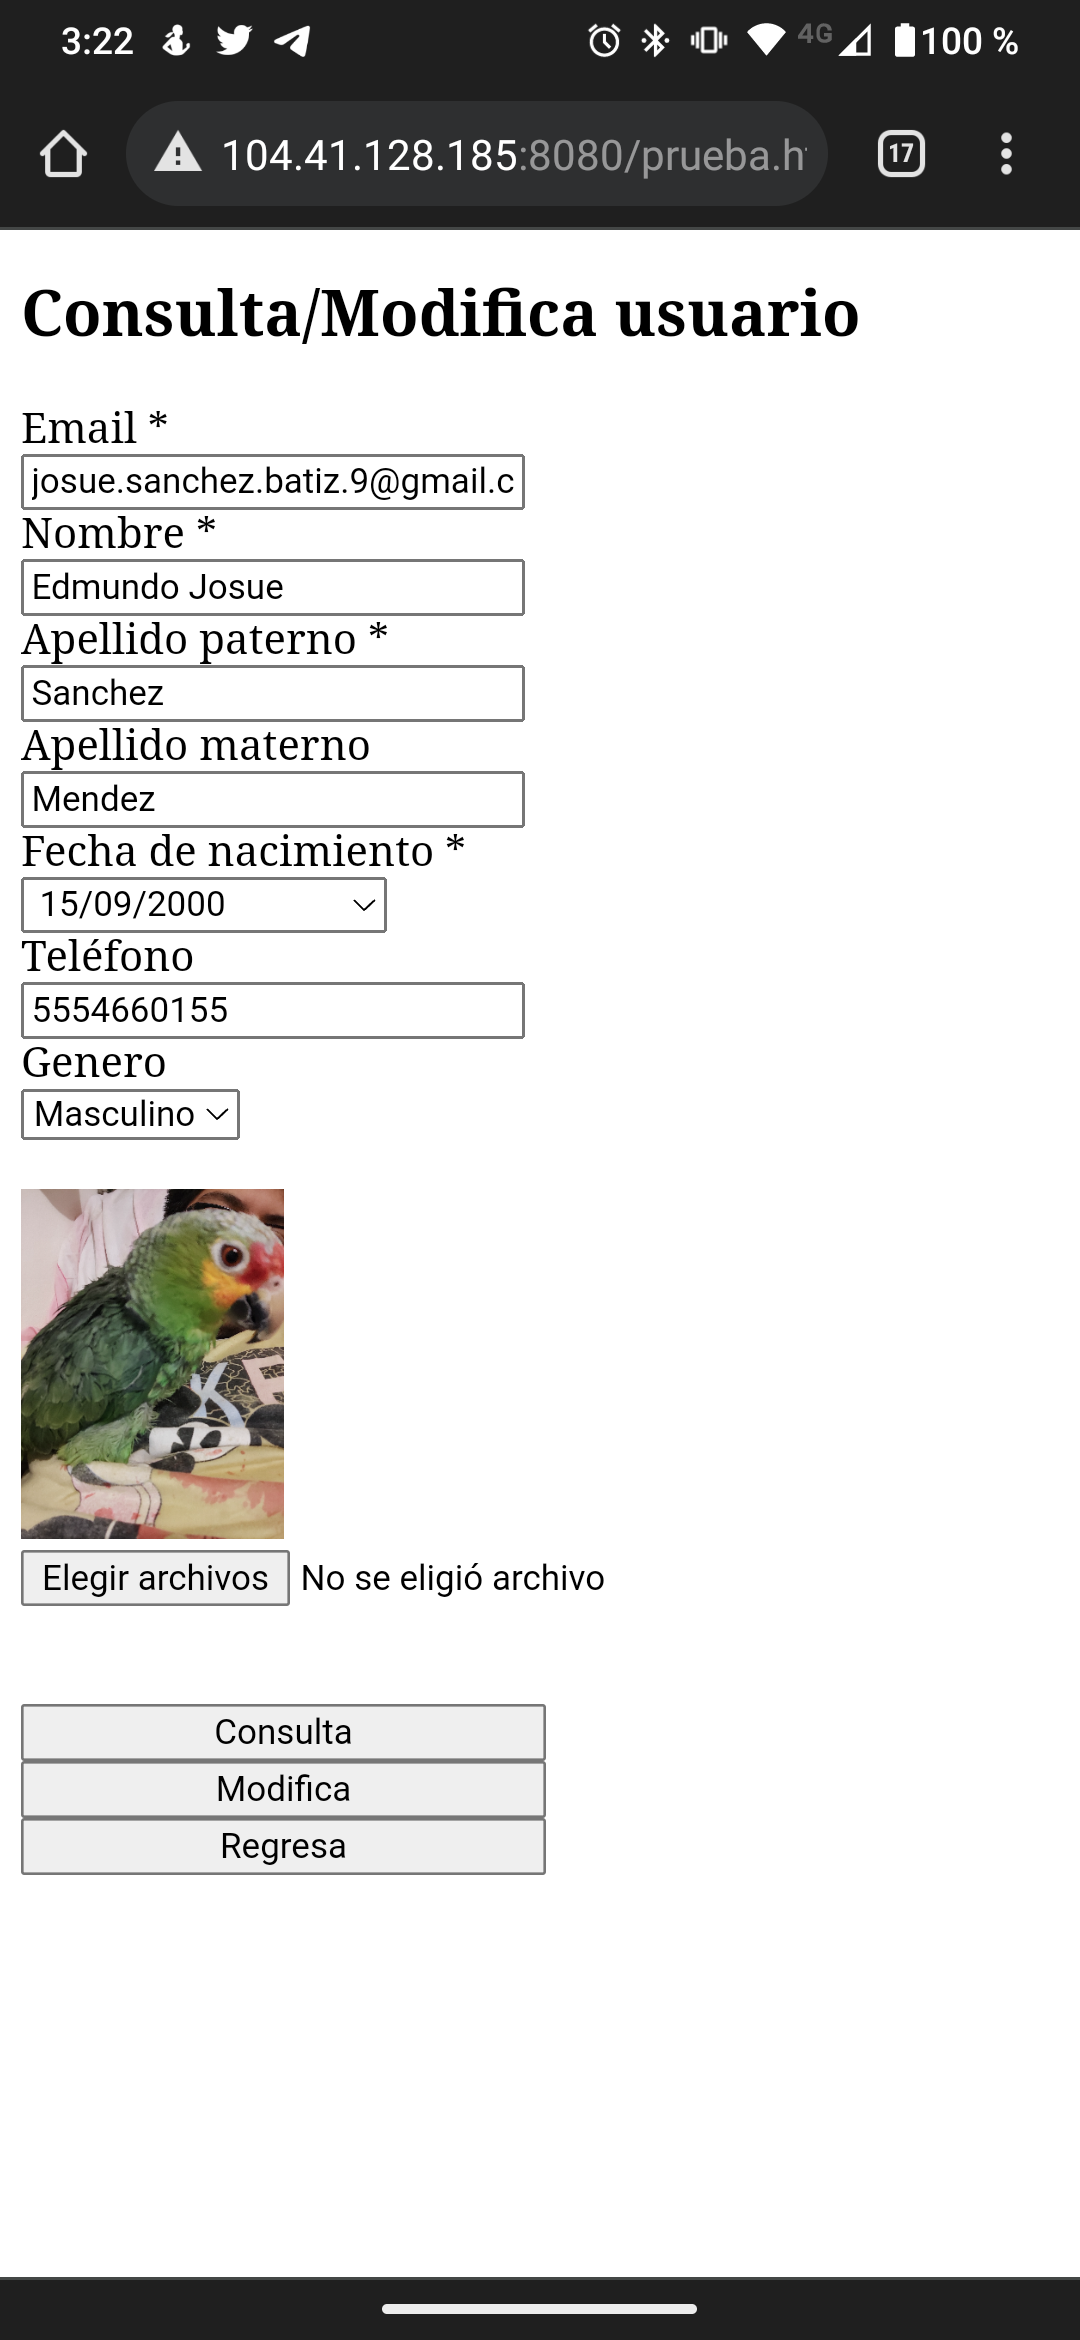 3:22 4G 100 %
104.41.128.185:8080/prueba.h
17
Consulta/Modifica usuario
Email *
josue.sanchez.batiz.9@gmail.c
Nombre *
Edmundo Josue
Apellido paterno *
Sanchez
Apellido materno
Mendez
Fecha de nacimiento *
15/09/2000
Teléfono
5554660155
Genero
Masculino
K
Elegir archivos No se eligió archivo
Consulta
Modifica
Regresa